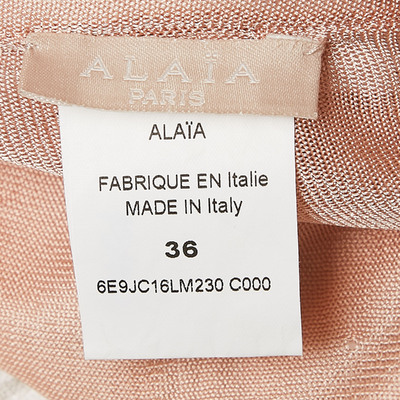 ALAÏA
PARIS
ALAÏA
FABRIQUE EN Italie
MADE IN Italy
36
6E9JC16LM230 C000